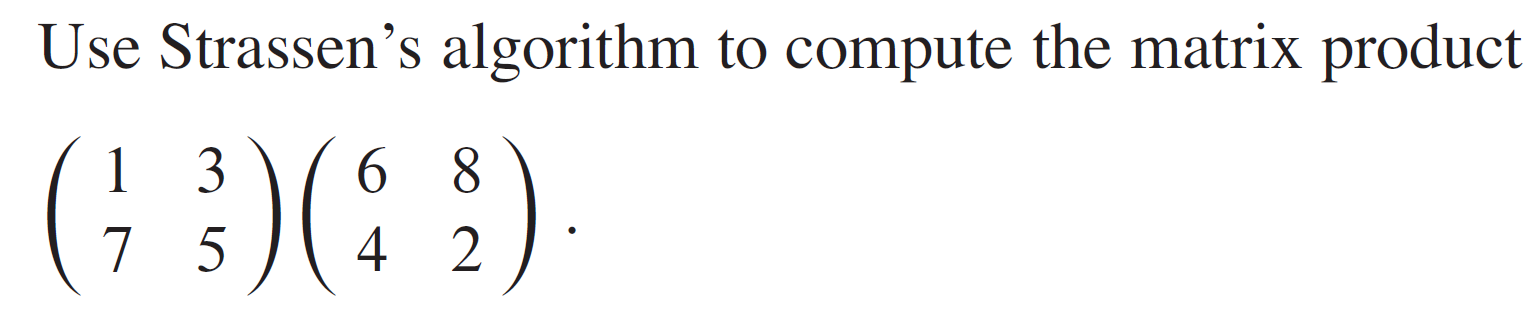 Use Strassen’s algorithm to compute the matrix product
( 1 3 ) ( 6 8 )
( 7 5 ) ( 4 2 ) .